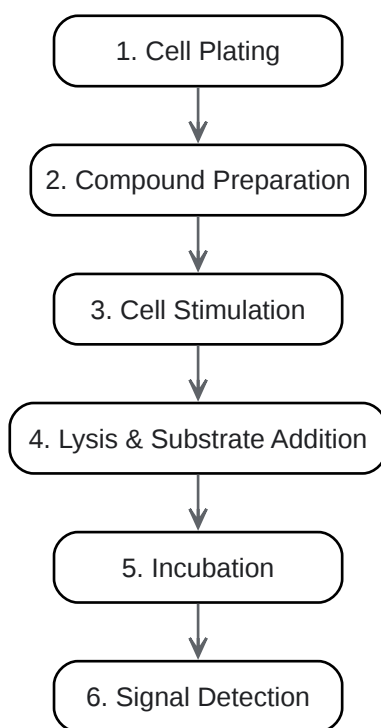 1. Cell Plating
2. Compound Preparation
3. Cell Stimulation
4. Lysis & Substrate Addition
5. Incubation
6. Signal Detection